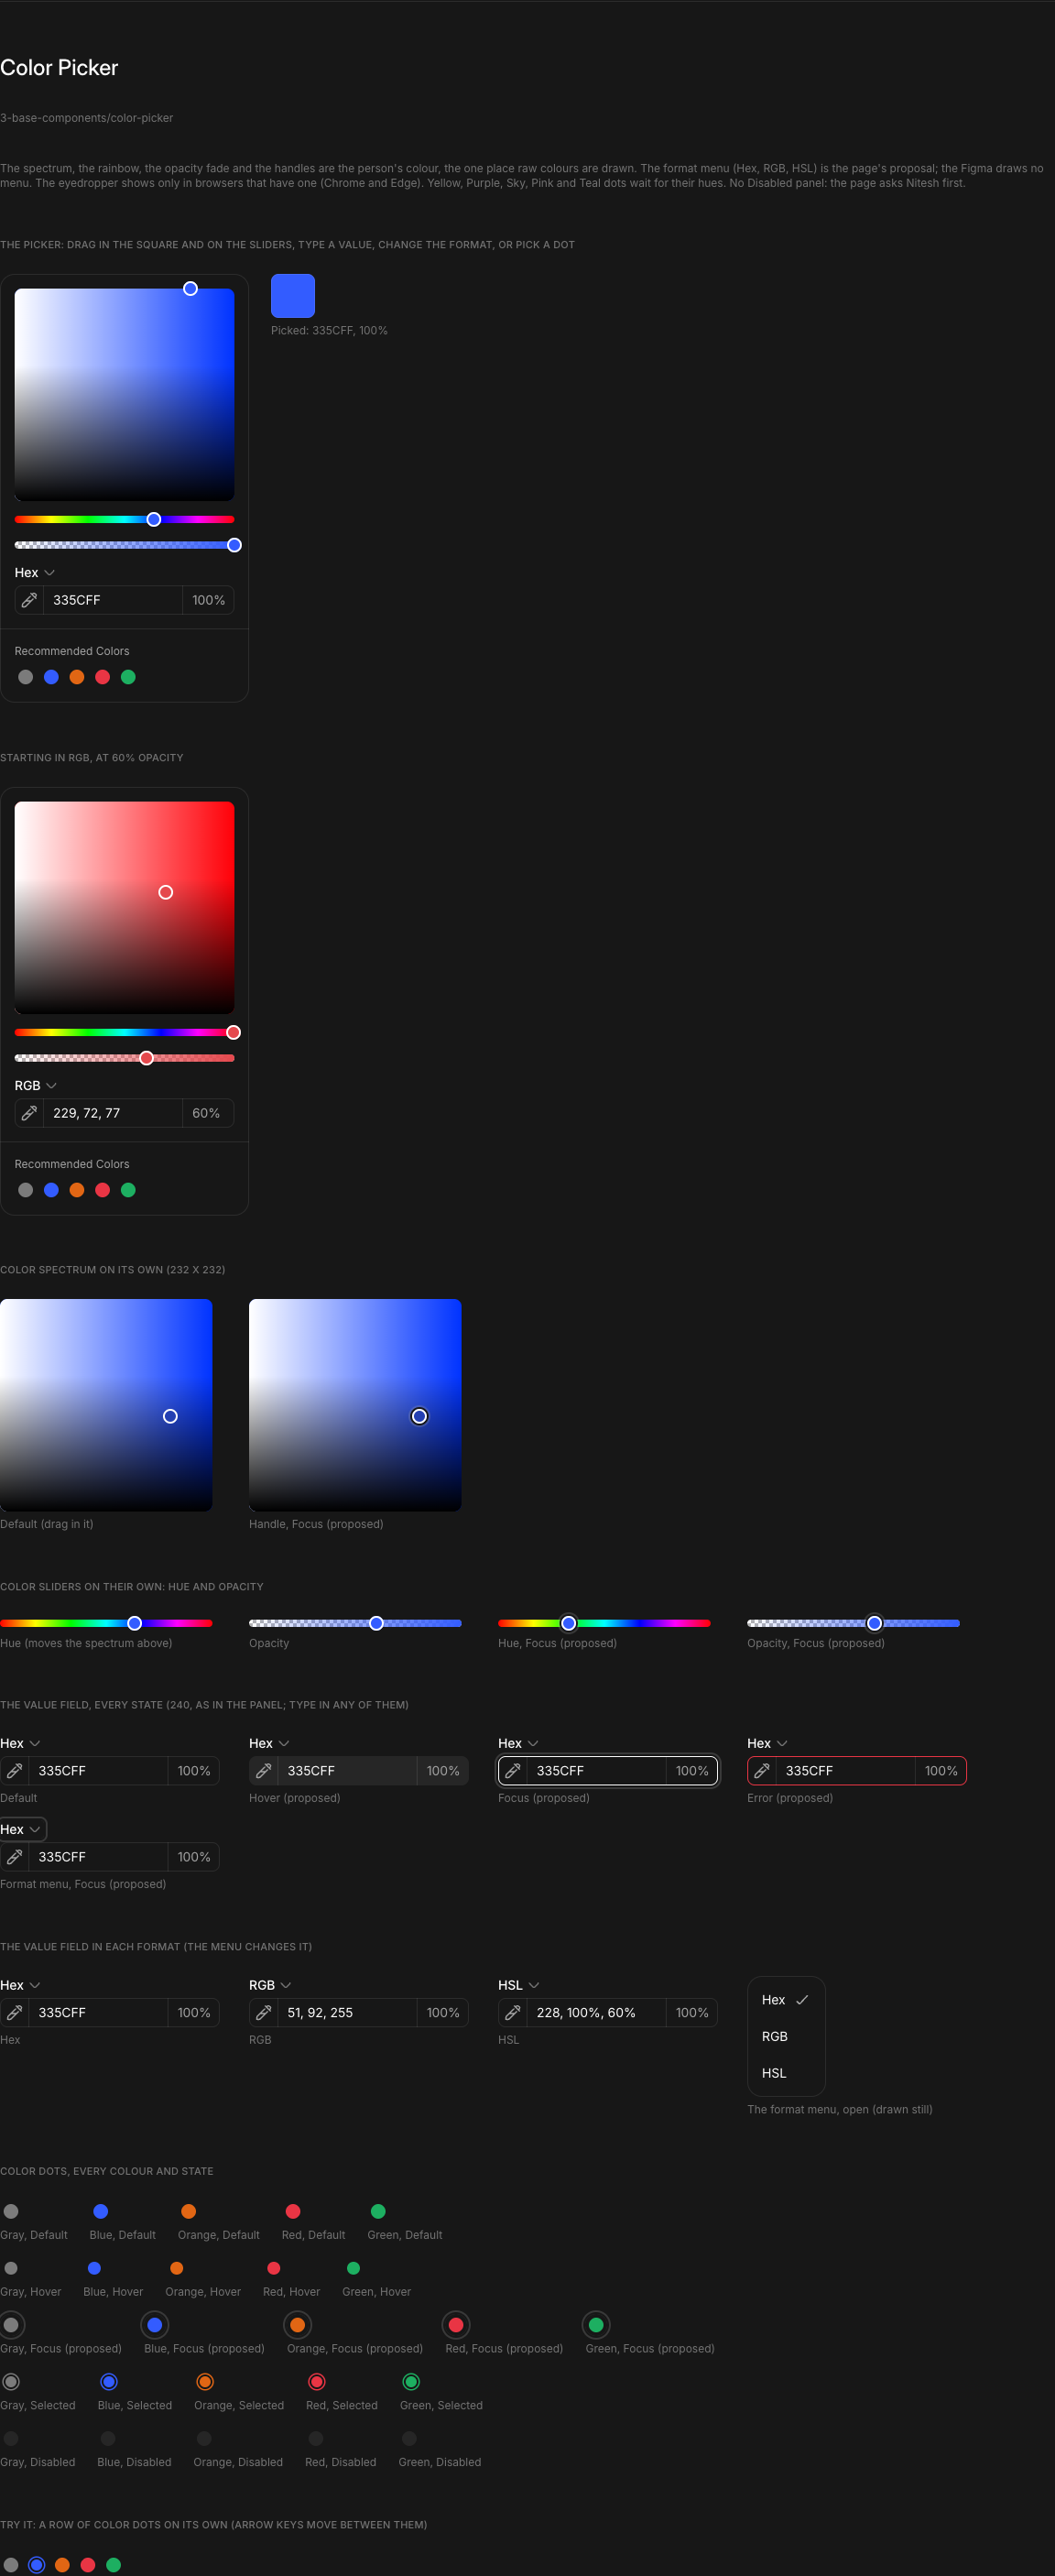 Color Picker
3-base-components/color-picker
The spectrum, the rainbow, the opacity fade and the handles are the person's colour, the one place raw colours are drawn. The format menu (Hex, RGB, HSL) is the page's proposal; the Figma draws no
menu. The eyedropper shows only in browsers that have one (Chrome and Edge). Yellow, Purple, Sky, Pink and Teal dots wait for their hues. No Disabled panel: the page asks Nitesh first.
THE PICKER: DRAG IN THE SQUARE AND ON THE SLIDERS, TYPE A VALUE, CHANGE THE FORMAT, OR PICK A DOT
Picked: 335CFF, 100%
Hex
335CFF 100%
Recommended Colors
STARTING IN RGB, AT 60% OPACITY
RGB
229, 72, 77 60%
Recommended Colors
COLOR SPECTRUM ON ITS OWN (232 X 232)
Default (drag in it) Handle, Focus (proposed)
COLOR SLIDERS ON THEIR OWN: HUE AND OPACITY
Hue (moves the spectrum above) Opacity Hue, Focus (proposed) Opacity, Focus (proposed)
THE VALUE FIELD, EVERY STATE (240, AS IN THE PANEL; TYPE IN ANY OF THEM)
Hex Hex Hex Hex
335CFF 100% 335CFF 100% 335CFF 100% 335CFF 100%
Default Hover (proposed) Focus (proposed) Error (proposed)
Hex
335CFF 100%
Format menu, Focus (proposed)
THE VALUE FIELD IN EACH FORMAT (THE MENU CHANGES IT)
Hex RGB HSL
335CFF 100% 51, 92, 255 100% 228, 100%, 60% 100%
Hex RGB HSL
Hex
RGB
HSL
The format menu, open (drawn still)
COLOR DOTS, EVERY COLOUR AND STATE
Gray, Default Blue, Default Orange, Default Red, Default Green, Default
Gray, Hover Blue, Hover Orange, Hover Red, Hover Green, Hover
Gray, Focus (proposed) Blue, Focus (proposed) Orange, Focus (proposed) Red, Focus (proposed) Green, Focus (proposed)
Gray, Selected Blue, Selected Orange, Selected Red, Selected Green, Selected
Gray, Disabled Blue, Disabled Orange, Disabled Red, Disabled Green, Disabled
TRY IT: A ROW OF COLOR DOTS ON ITS OWN (ARROW KEYS MOVE BETWEEN THEM)